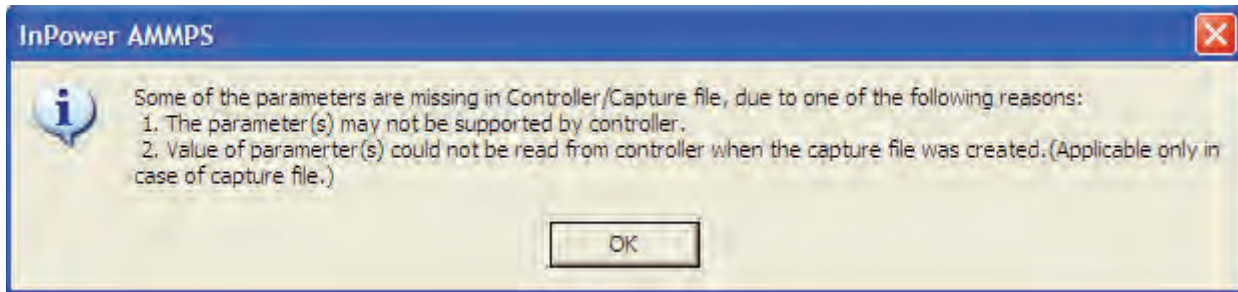 InPower AMMPS
Some of the parameters are missing in Controller/Capture file, due to one of the following reasons:
1. The parameter(s) may not be supported by controller.
2. Value of paramerter(s) could not be read from controller when the capture file was created.(Applicable only in
case of capture file.)
OK